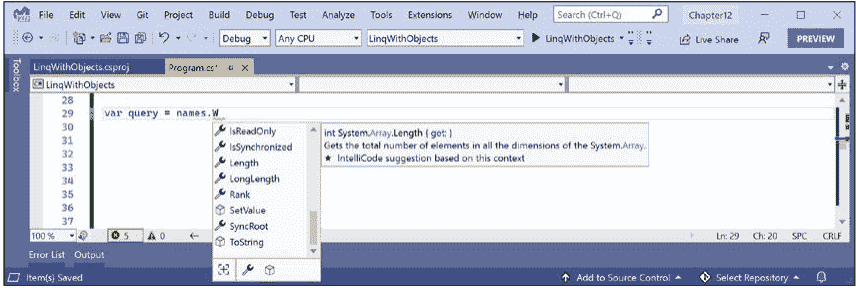 File Edit View Git Project Build Debug Test Analyze Tools Extensions Window Help Search (Ctrl+Q) Chapter12
Debug Any CPU LinqWithObjects LinqWithObjects Live Share PREVIEW
Toolbox
LinqWithObjects.csproj Program.cs*
LinqWithObjects
28
29 var query = names.W
30
31
32
33
34
35
36
37
IsReadOnly
IsSynchronized
Length
LongLength
Rank
SetValue
SyncRoot
ToString
int System.Array.Length { get; }
Gets the total number of elements in all the dimensions of the System.Array.
★ IntelliCode suggestion based on this context
100 % 5 0 Ln: 29 Ch: 20 SPC CRLF
Error List Output
Item(s) Saved Add to Source Control Select Repository